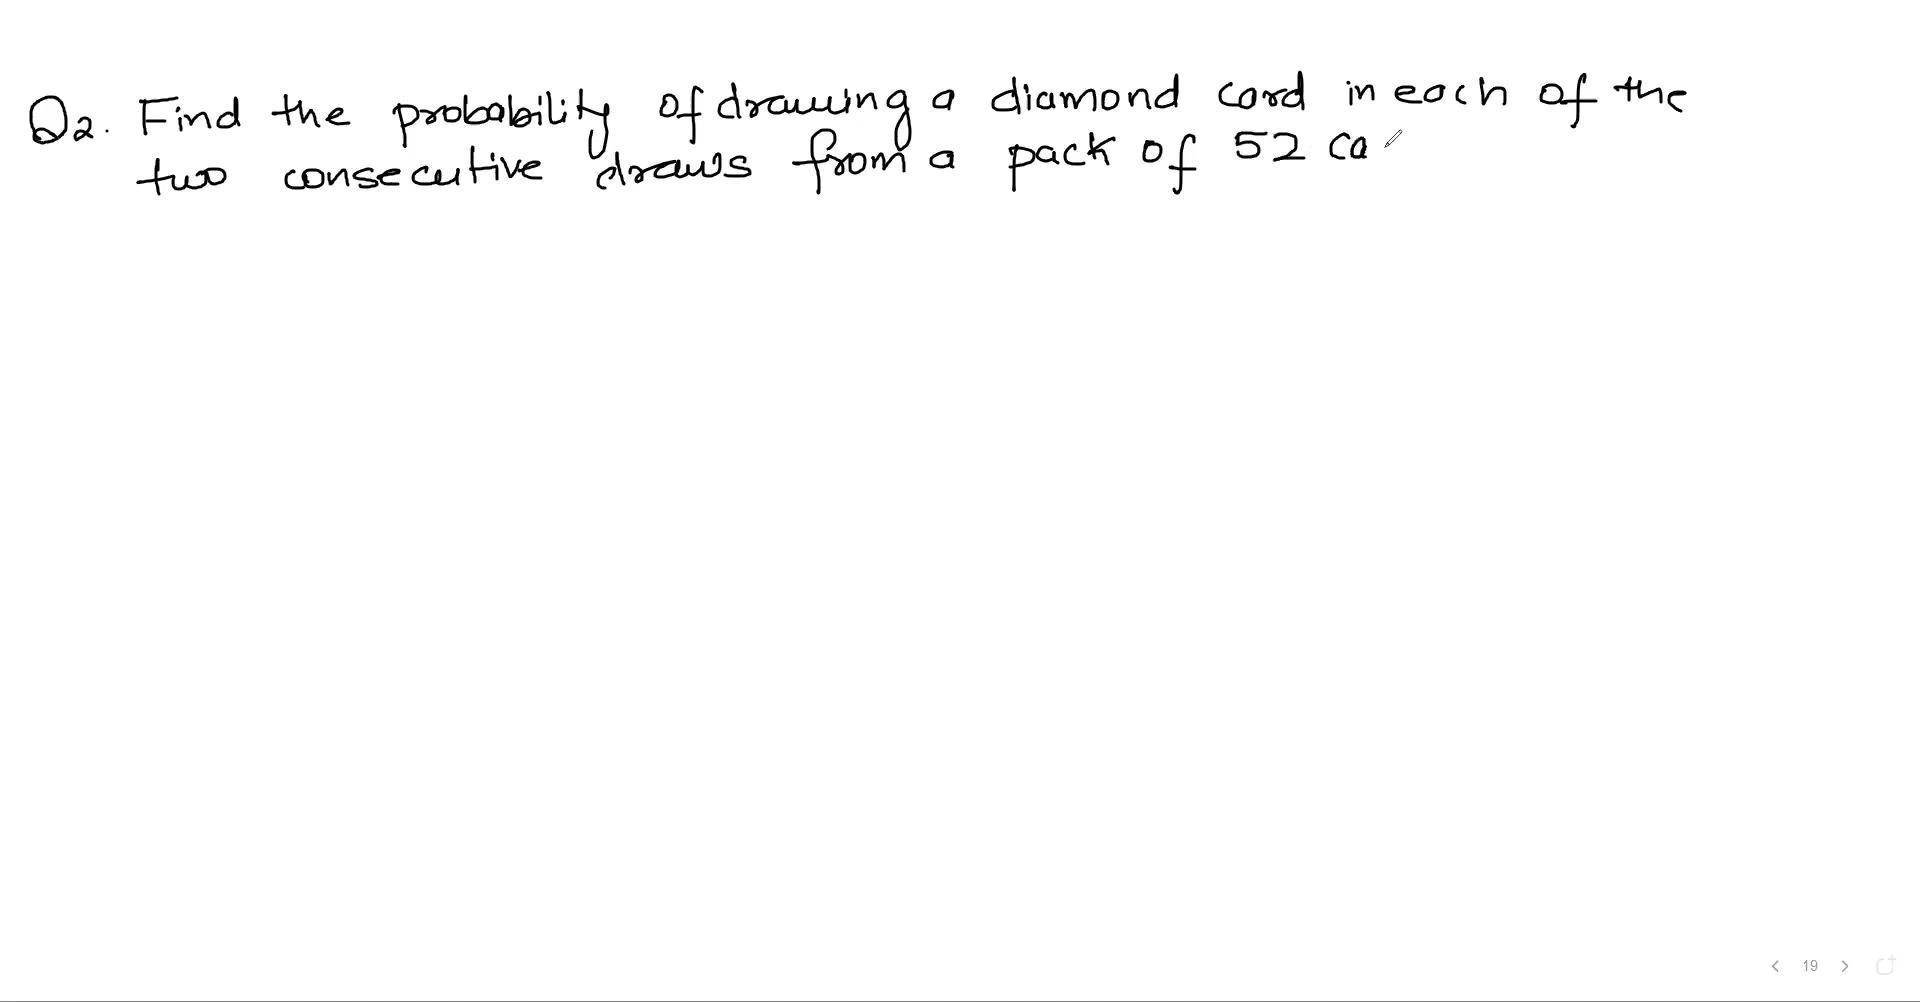 Q2. Find the probability of drawing a diamond card in each of the
two consecutive draws from a pack of 52 ca
19